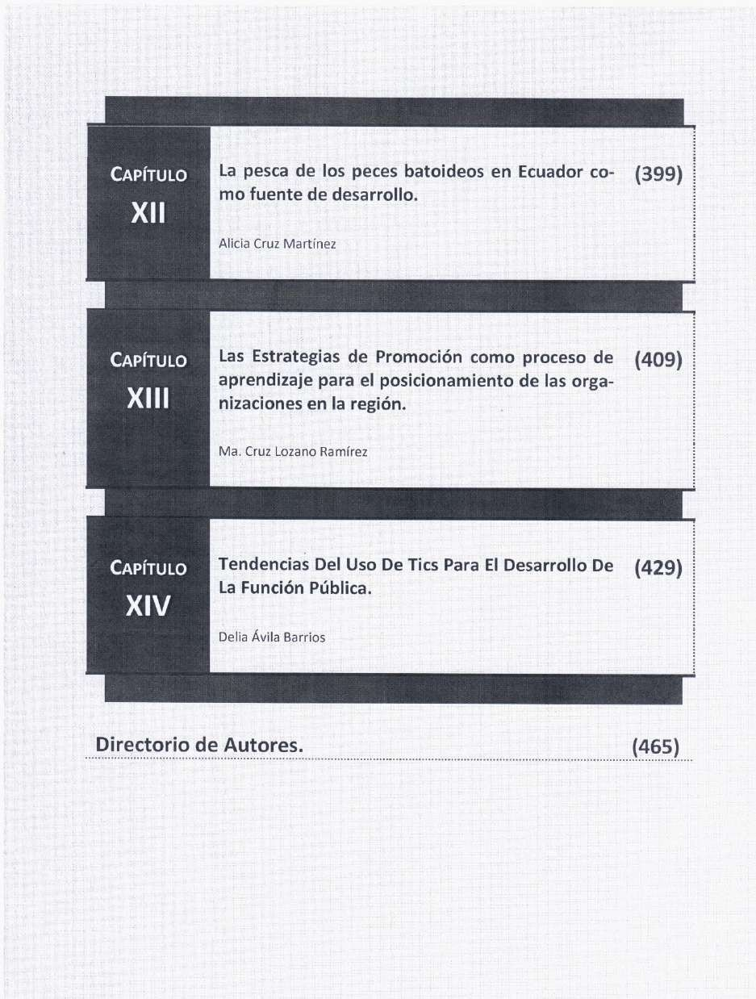 CAPÍTULO
XII
La pesca de los peces batoideos en Ecuador co-
mo fuente de desarrollo.
(399)
Alicia Cruz Martínez
CAPÍTULO
XIII
Las Estrategias de Promoción como proceso de
aprendizaje para el posicionamiento de las orga-
nizaciones en la región.
(409)
Ma. Cruz Lozano Ramírez
CAPÍTULO
XIV
Tendencias Del Uso De Tics Para El Desarrollo De
La Función Pública.
(429)
Delia Ávila Barrios
Directorio de Autores. (465)